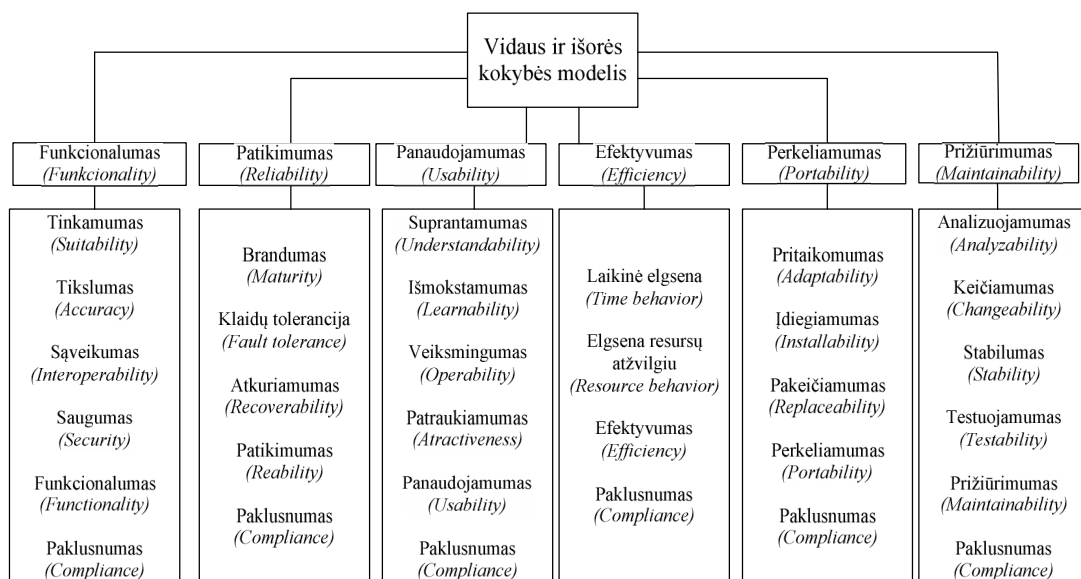 Vidaus ir išorės
kokybės modelis
Funkcionalumas
(Funkcionality)
Patikimumas
(Reliability)
Panaudojamumas
(Usability)
Efektyvumas
(Efficiency)
Perkeliamumas
(Portability)
Prižiūrimumas
(Maintainability)
Tinkamumas
(Suitability)
Tikslumas
(Accuracy)
Sąveikumas
(Interoperability)
Saugumas
(Security)
Funkcionalumas
(Functionality)
Paklusnumas
(Compliance)
Brandumas
(Maturity)
Klaidų tolerancija
(Fault tolerance)
Atkuriamumas
(Recoverability)
Patikimumas
(Reability)
Paklusnumas
(Compliance)
Suprantamumas
(Understandability)
Išmokstamumas
(Learnability)
Veiksmingumas
(Operability)
Patraukiamumas
(Atractiveness)
Panaudojamumas
(Usability)
Paklusnumas
(Compliance)
Laikinė elgsena
(Time behavior)
Elgsena resursų
atžvilgiu
(Resource behavior)
Efektyvumas
(Efficiency)
Paklusnumas
(Compliance)
Pritaikomumas
(Adaptability)
Įdiegiamumas
(Installability)
Pakeičiamumas
(Replaceability)
Perkeliamumas
(Portability)
Paklusnumas
(Compliance)
Analizuojamumas
(Analyzability)
Keičiamumas
(Changeability)
Stabilumas
(Stability)
Testuojamumas
(Testability)
Prižiūrimumas
(Maintainability)
Paklusnumas
(Compliance)